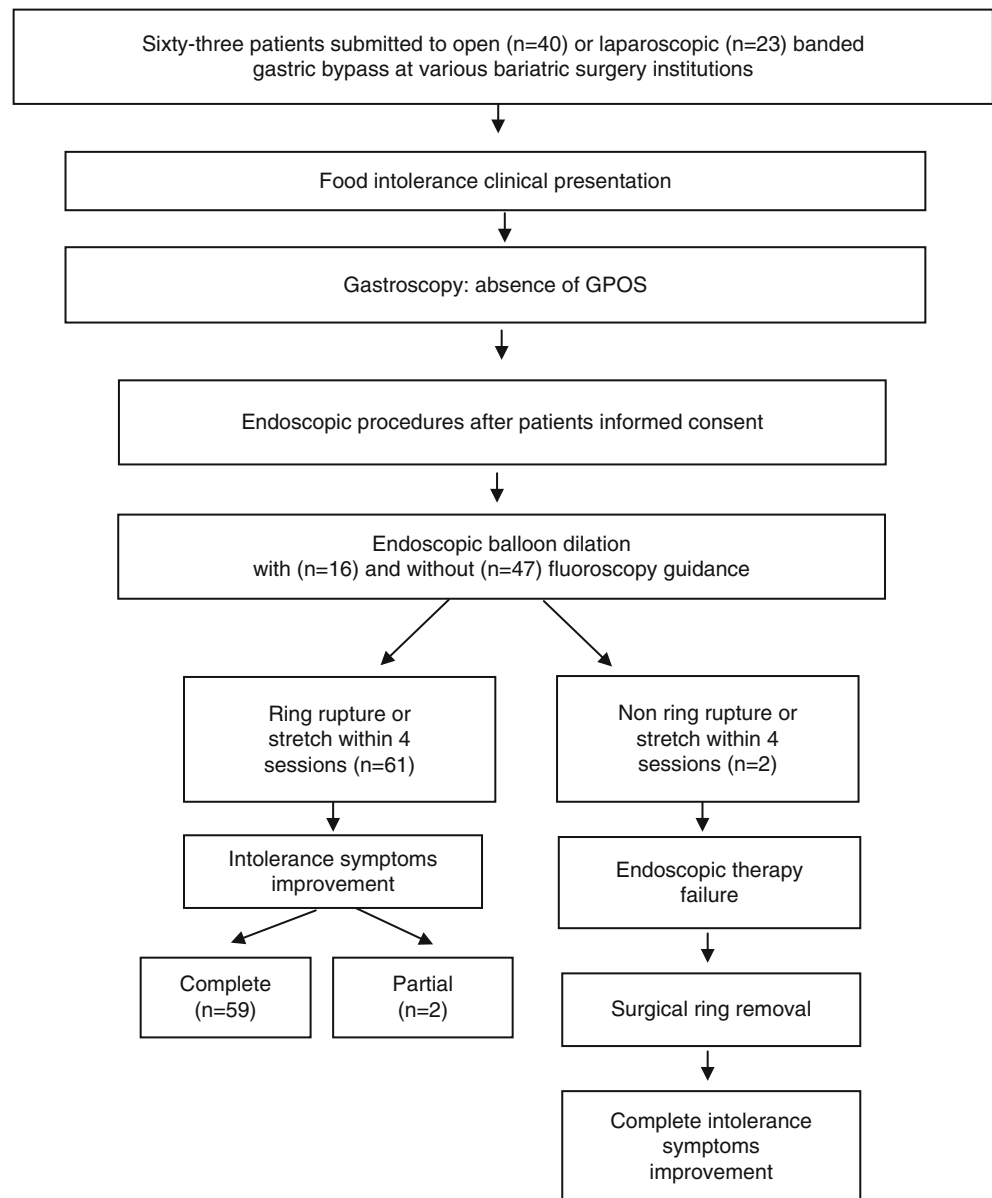 Sixty-three patients submitted to open (n=40) or laparoscopic (n=23) banded
gastric bypass at various bariatric surgery institutions
Food intolerance clinical presentation
Gastroscopy: absence of GPOS
Endoscopic procedures after patients informed consent
Endoscopic balloon dilation
with (n=16) and without (n=47) fluoroscopy guidance
Ring rupture or
stretch within 4
sessions (n=61)
Non ring rupture or
stretch within 4
sessions (n=2)
Intolerance symptoms
improvement
Endoscopic therapy
failure
Complete
(n=59)
Partial
(n=2)
Surgical ring removal
Complete intolerance
symptoms
improvement